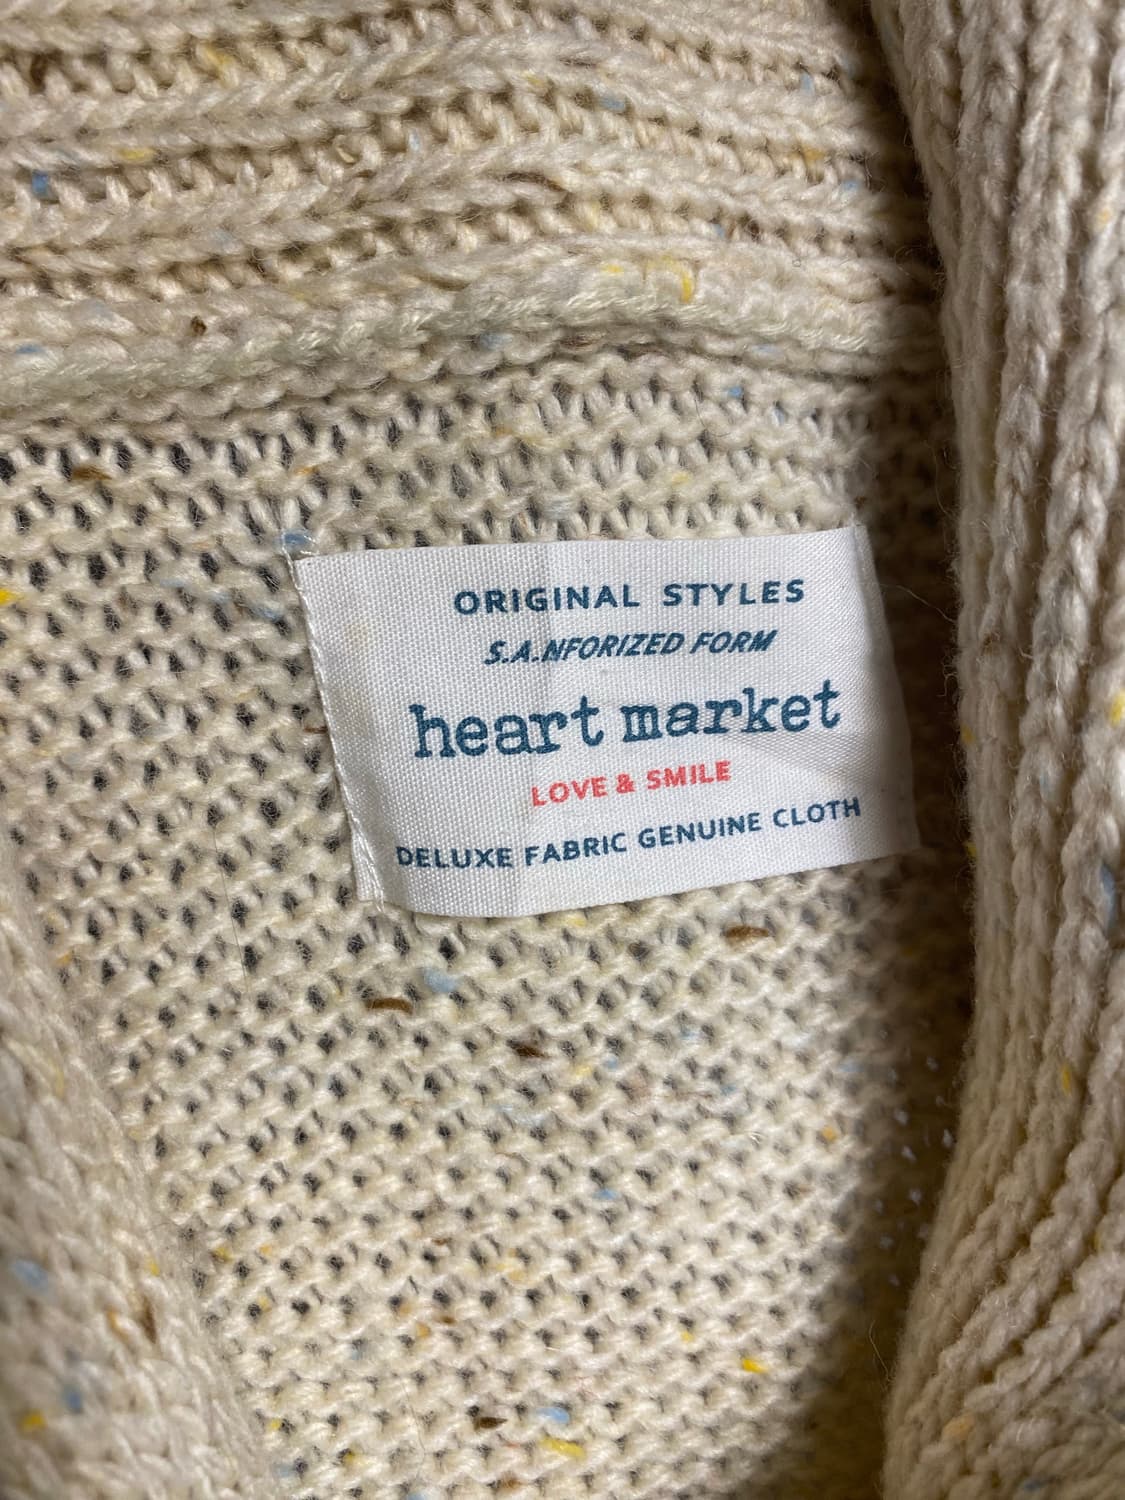 ORIGINAL STYLES
S.A.NFORIZED FORM
heart market
LOVE & SMILE
DELUXE FABRIC GENUINE CLOTH